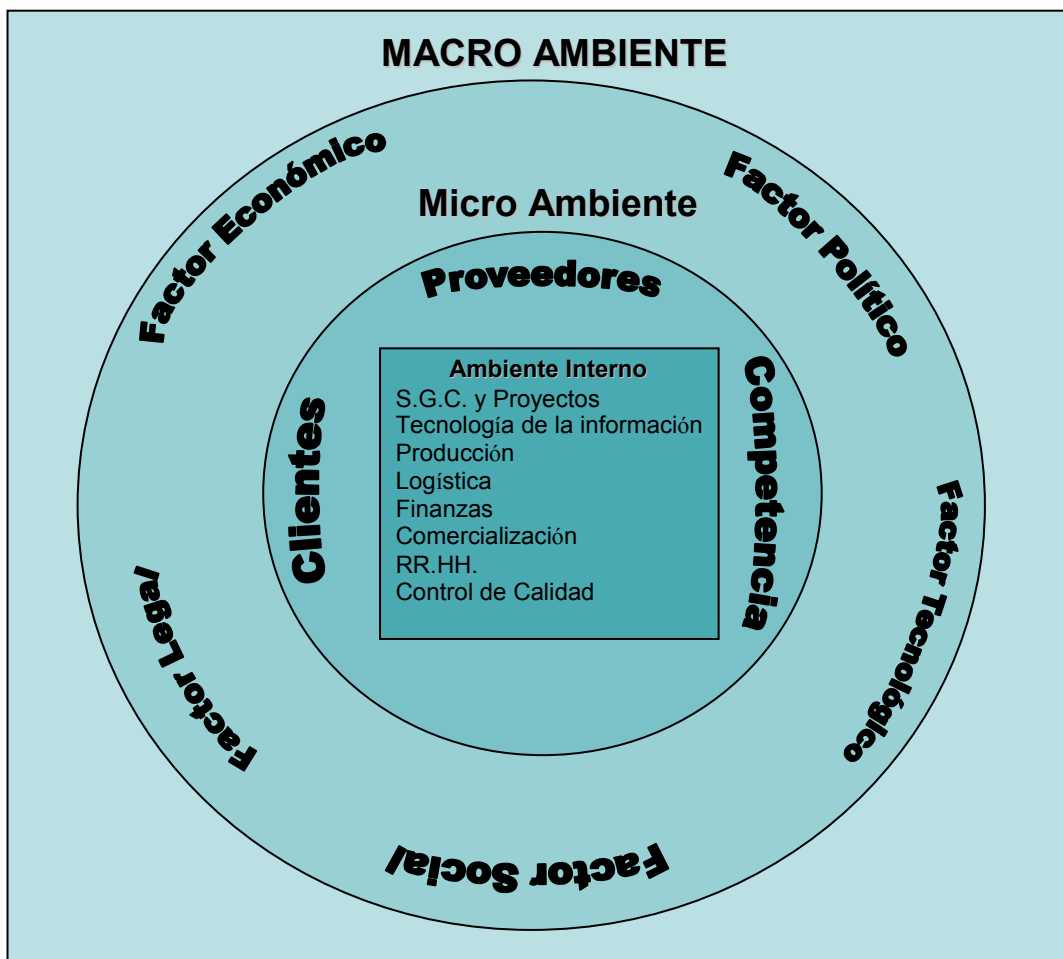 MACRO AMBIENTE
Factor Económico
Factor Político
Micro Ambiente
Proveedores
Clientes
Competencia
Ambiente Interno
S.G.C. y Proyectos
Tecnología de la información
Producción
Logística
Finanzas
Comercialización
RR.HH.
Control de Calidad
Factor Legal
Factor Tecnológico
Factor Social